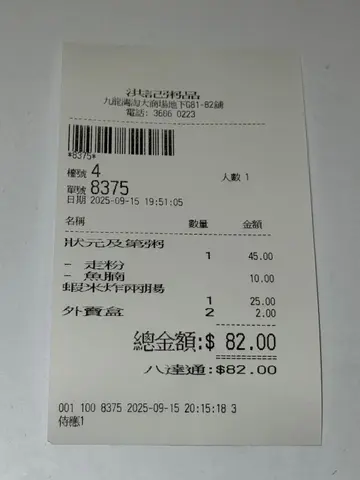 洪記粥品
九龍灣淘大商場地下G81-82鋪
電話: 3666 0223
*8375*
檯號 4
人數 1
單號 8375
日期 2025-09-15 19:51:05
名稱 數量 金額
狀元及第粥
1 45.00
- 走粉
- 魚腩 10.00
蝦米炸兩腸
1 25.00
外賣盒 2 2.00
總金額:$ 82.00
八達通:$82.00
001 100 8375 2025-09-15 20:15:18 3
侍應1